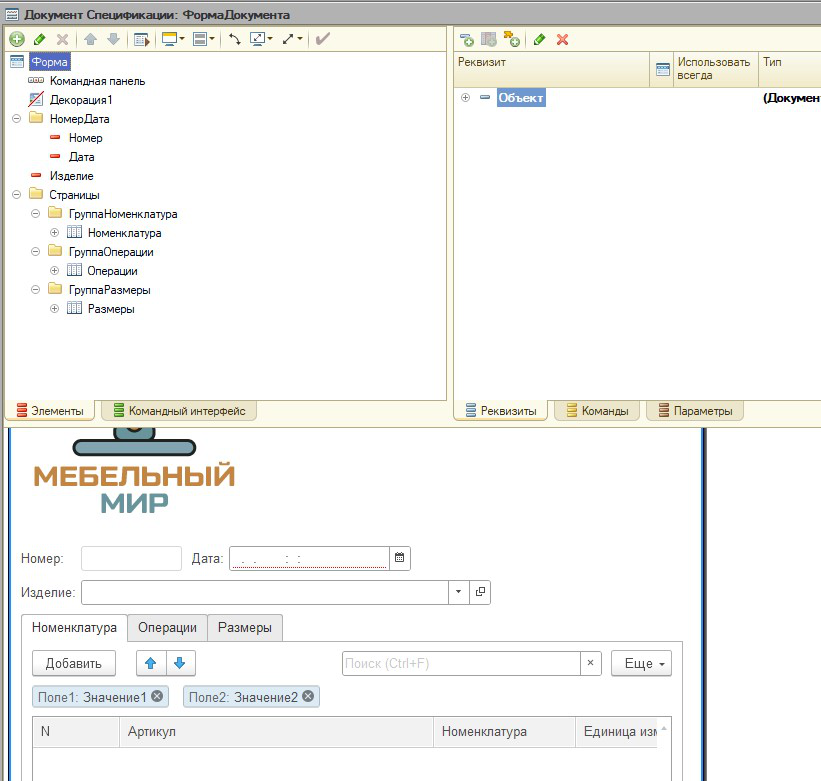 Документ Спецификации: ФормаДокумента
Форма
Командная панель
Декорация1
НомерДата
Номер
Дата
Изделие
Страницы
ГруппаНоменклатура
Номенклатура
ГруппаОперации
Операции
ГруппаРазмеры
Размеры
Элементы
Командный интерфейс
Реквизит
Использовать
всегда
Тип
Объект
(Документ
Реквизиты
Команды
Параметры
МЕБЕЛЬНЫЙ
МИР
Номер:
Дата: . . : :
Изделие:
Номенклатура Операции Размеры
Добавить Поиск (Ctrl+F) × Еще
Поле1: Значение1 Поле2: Значение2
N Артикул Номенклатура Единица изм